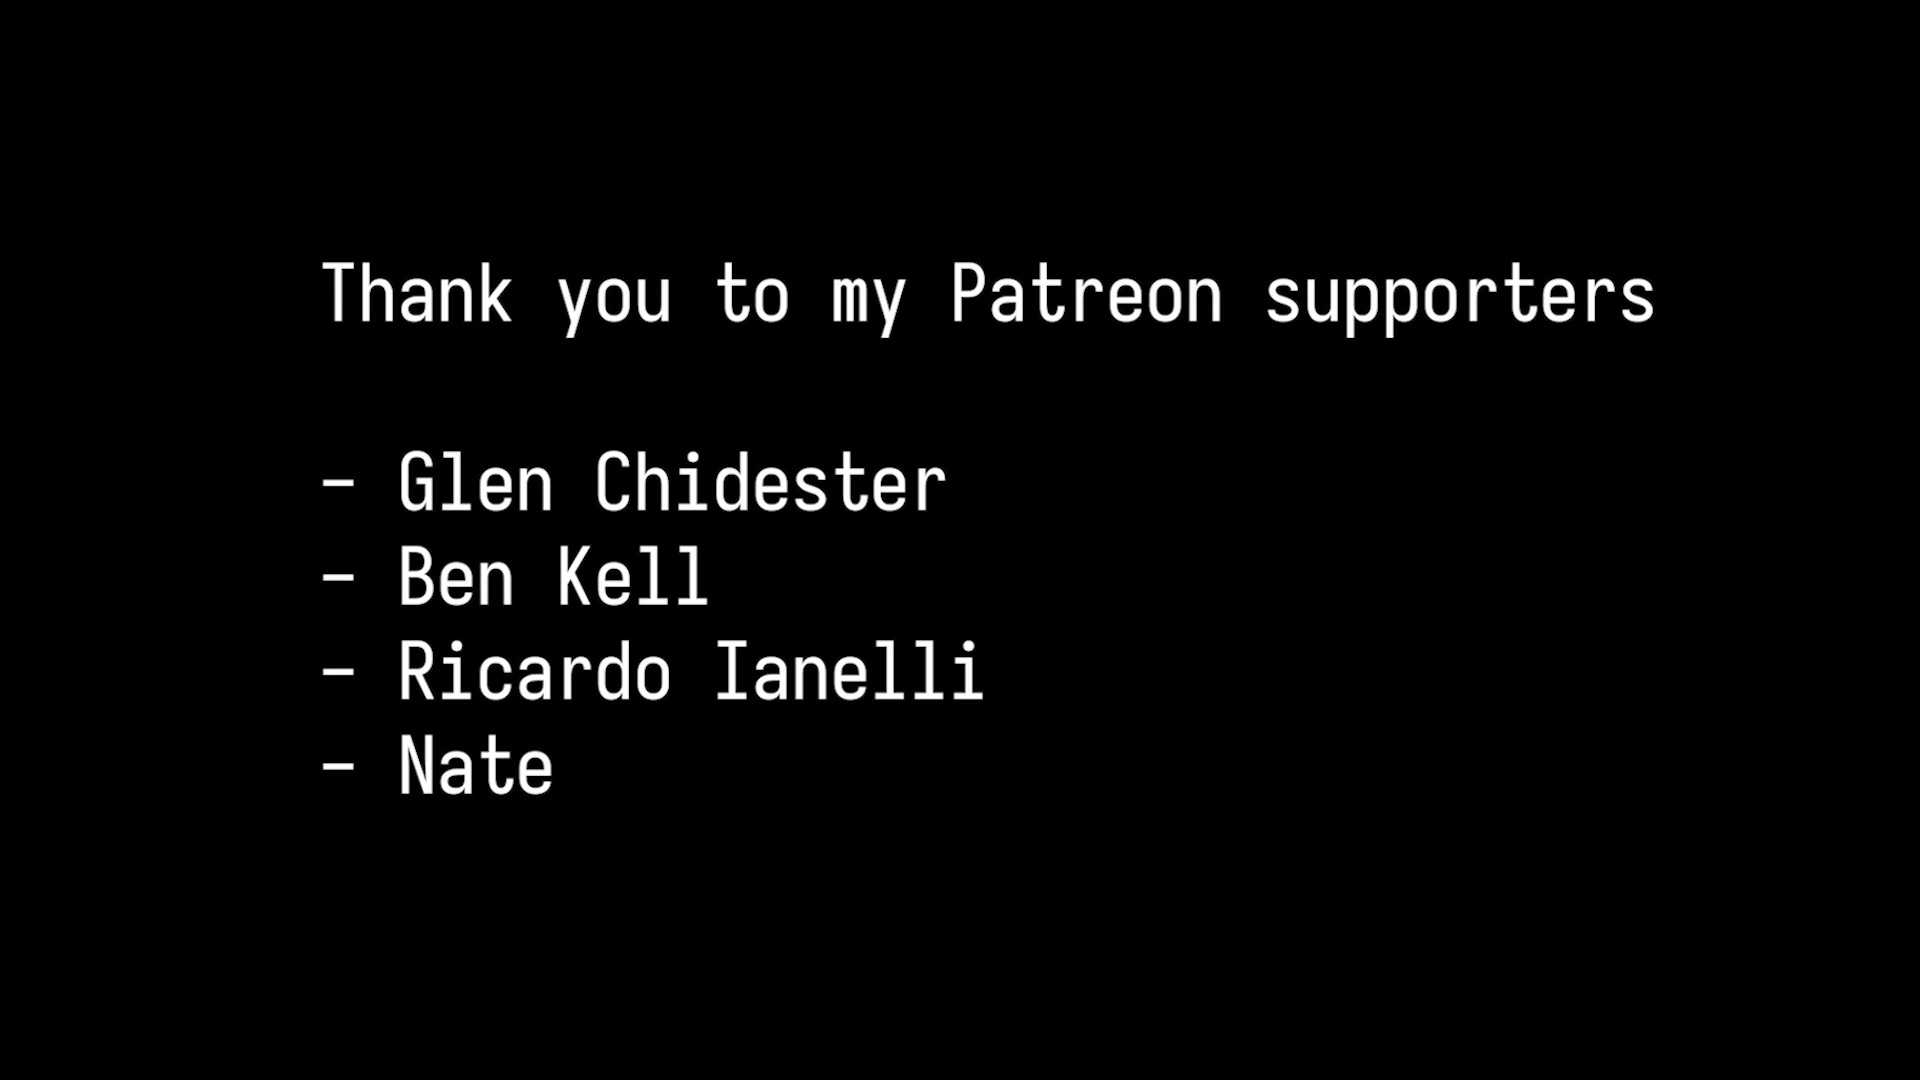 Thank you to my Patreon supporters
- Glen Chidester
- Ben Kell
- Ricardo Ianelli
- Nate